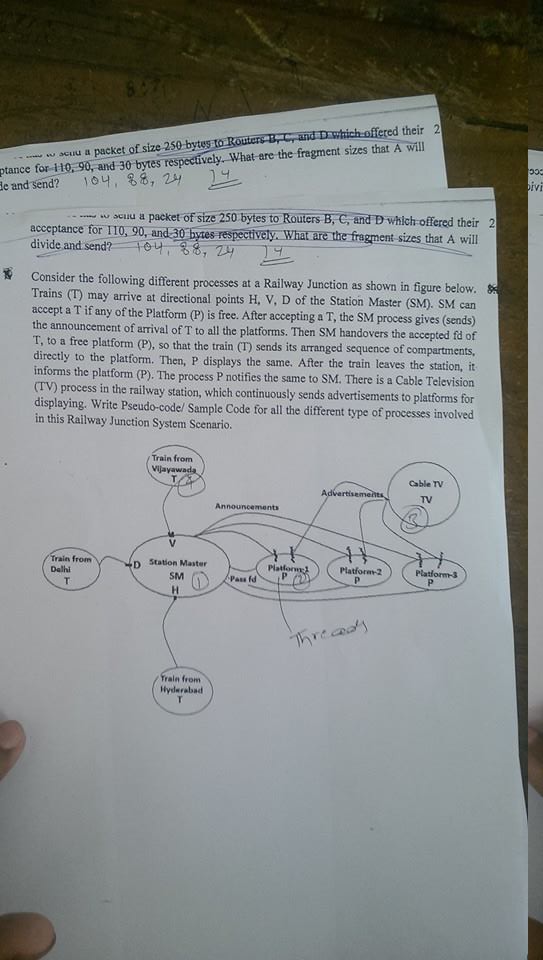 a packet of size 250 bytes to Routers B, C, and D which offered their 2
ptance for 110, 90, and 30 bytes respectively. What are the fragment sizes that A will
de and send? 104, 88, 24 14
a packet of size 250 bytes to Routers B, C, and D which offered their 2
acceptance for 110, 90, and 30 bytes respectively. What are the fragment sizes that A will
divide and send? 104, 88, 24 14
Consider the following different processes at a Railway Junction as shown in figure below.
Trains (T) may arrive at directional points H, V, D of the Station Master (SM). SM can
accept a T if any of the Platform (P) is free. After accepting a T, the SM process gives (sends)
the announcement of arrival of T to all the platforms. Then SM handovers the accepted fd of
T, to a free platform (P), so that the train (T) sends its arranged sequence of compartments,
directly to the platform. Then, P displays the same. After the train leaves the station, it
informs the platform (P). The process P notifies the same to SM. There is a Cable Television
(TV) process in the railway station, which continuously sends advertisements to platforms for
displaying. Write Pseudo-code/ Sample Code for all the different type of processes involved
in this Railway Junction System Scenario.
Train from
Vijayawada
T 4
Cable TV
TV
3
Advertisements
Announcements
V
Train from
Delhi
T
D Station Master
SM 1
H
Pass fd
Platform-1
P 2
Platform-2
P
Platform-3
P
Threads
Train from
Hyderabad
T